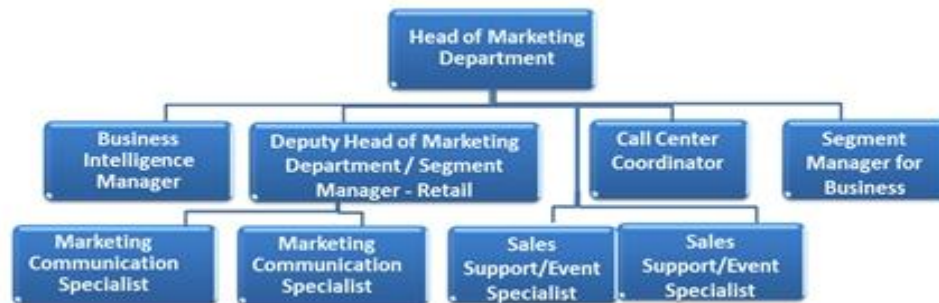 Head of Marketing
Department
Business
Intelligence
Manager
Deputy Head of Marketing
Department / Segment
Manager - Retail
Call Center
Coordinator
Segment
Manager for
Business
Marketing
Communication
Specialist
Marketing
Communication
Specialist
Sales
Support/Event
Specialist
Sales
Support/Event
Specialist